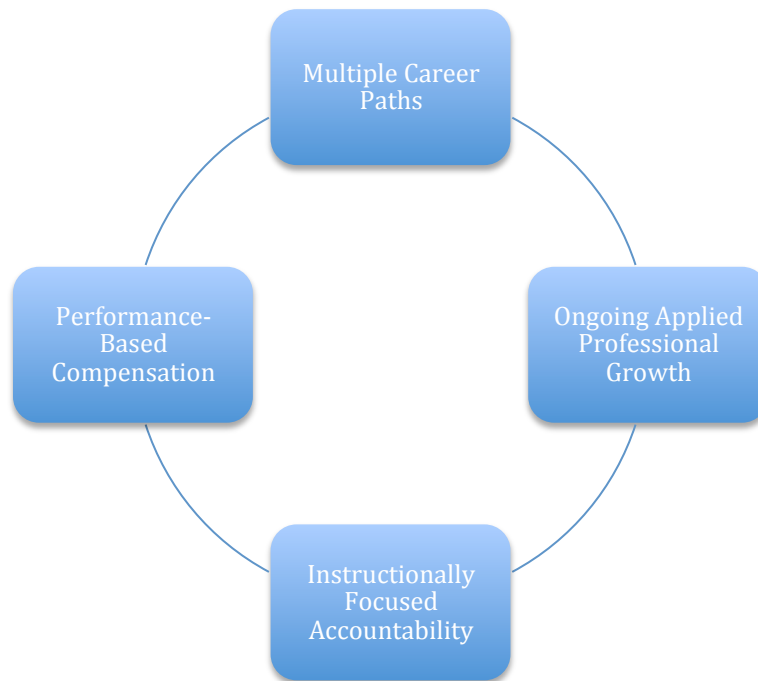 Multiple Career
Paths
Performance-
Based
Compensation
Ongoing Applied
Professional
Growth
Instructionally
Focused
Accountability